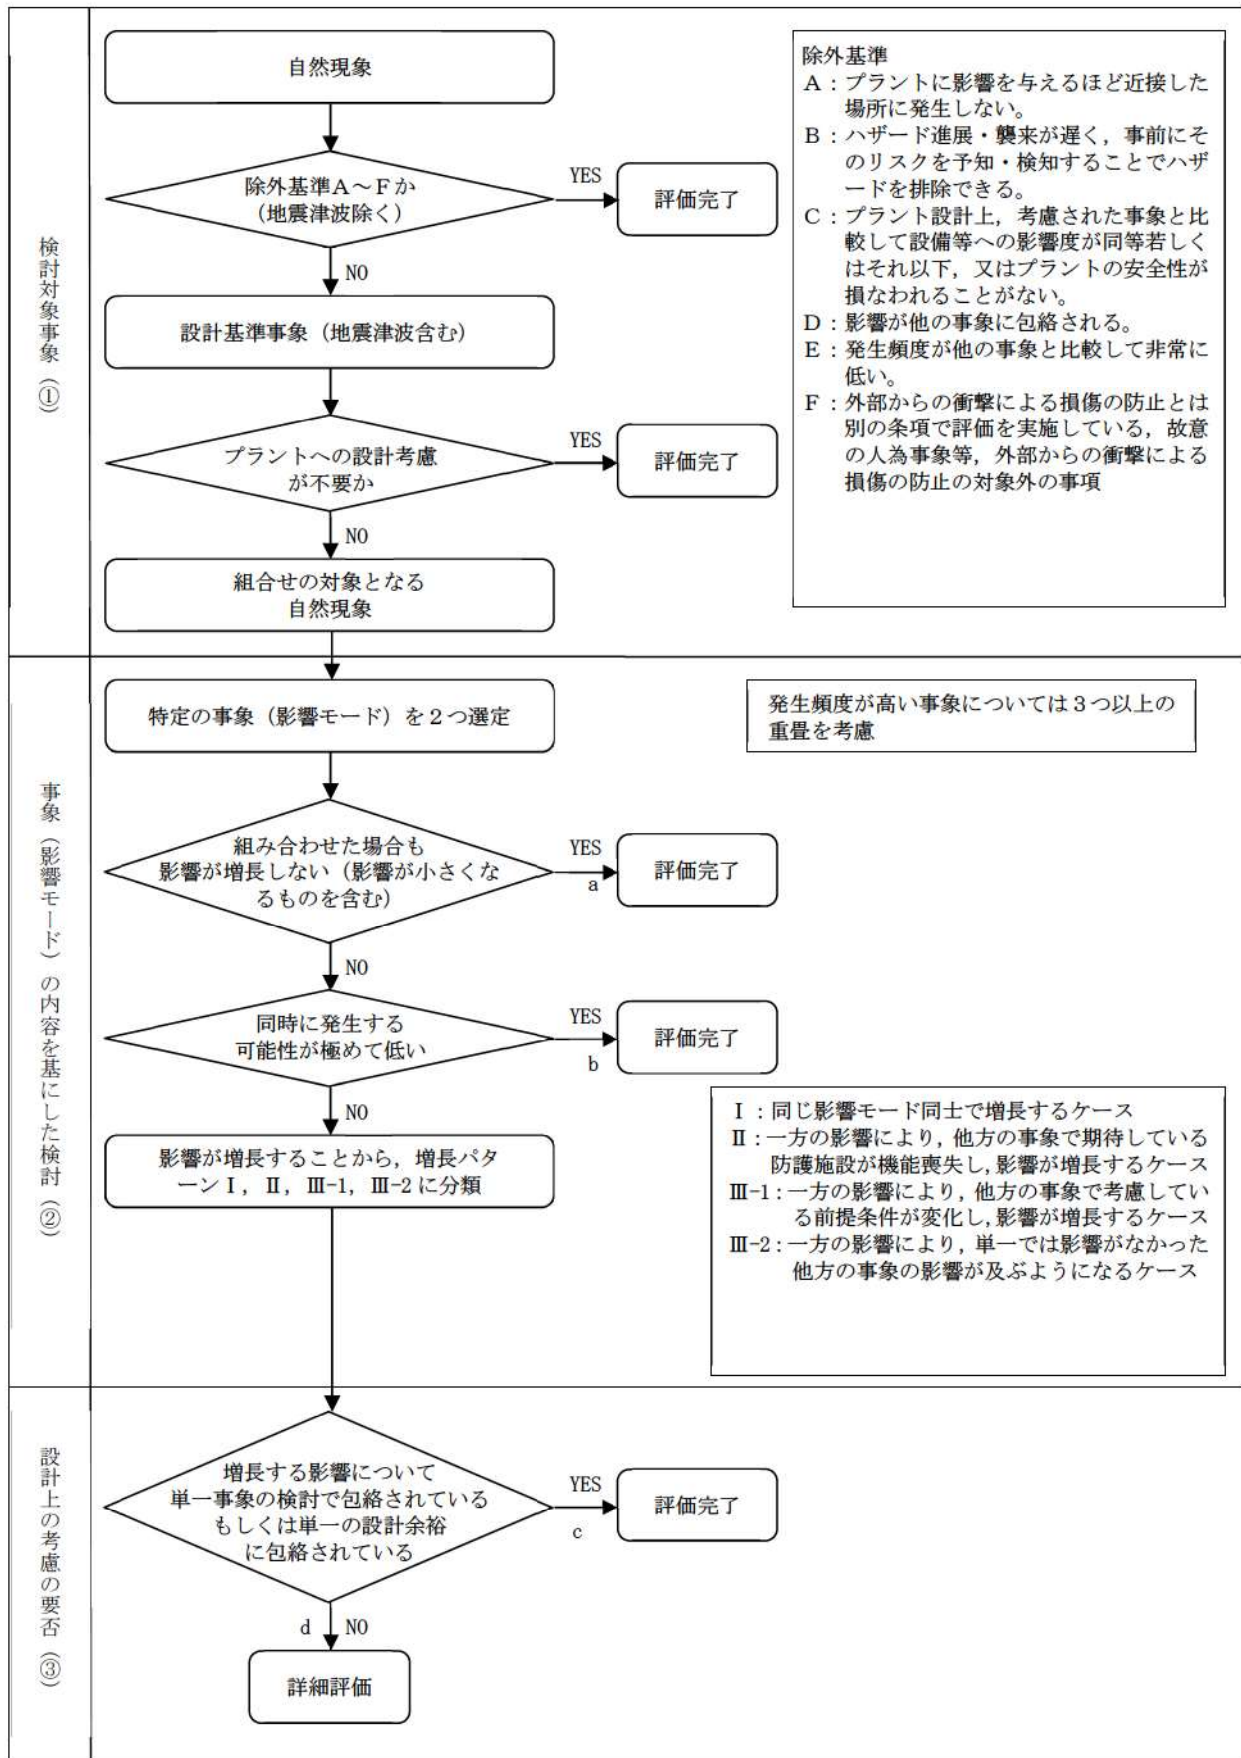 検討対象事象（①）
自然現象
除外基準Ａ～Ｆか
（地震津波除く）
YES
評価完了
NO
設計基準事象（地震津波含む）
プラントへの設計考慮
が不要か
YES
評価完了
NO
組合せの対象となる
自然現象
除外基準
Ａ：プラントに影響を与えるほど近接した
場所に発生しない。
Ｂ：ハザード進展・襲来が遅く，事前にそ
のリスクを予知・検知することでハザ
ードを排除できる。
Ｃ：プラント設計上，考慮された事象と比
較して設備等への影響度が同等若しく
はそれ以下，又はプラントの安全性が
損なわれることがない。
Ｄ：影響が他の事象に包絡される。
Ｅ：発生頻度が他の事象と比較して非常に
低い。
Ｆ：外部からの衝撃による損傷の防止とは
別の条項で評価を実施している，故意
の人為事象等，外部からの衝撃による
損傷の防止の対象外の事項
事象（影響モード）の内容を基にした検討（②）
特定の事象（影響モード）を２つ選定
発生頻度が高い事象については３つ以上の
重畳を考慮
組み合わせた場合も
影響が増長しない（影響が小さくな
るものを含む）
YES
a
評価完了
NO
同時に発生する
可能性が極めて低い
YES
b
評価完了
NO
影響が増長することから，増長パタ
ーンⅠ，Ⅱ，Ⅲ-1，Ⅲ-2 に分類
Ⅰ：同じ影響モード同士で増長するケース
Ⅱ：一方の影響により，他方の事象で期待している
防護施設が機能喪失し，影響が増長するケース
Ⅲ-1：一方の影響により，他方の事象で考慮してい
る前提条件が変化し，影響が増長するケース
Ⅲ-2：一方の影響により，単一では影響がなかった
他方の事象の影響が及ぶようになるケース
設計上の考慮の要否（③）
増長する影響について
単一事象の検討で包絡されている
もしくは単一の設計余裕
に包絡されている
YES
c
評価完了
d
NO
詳細評価